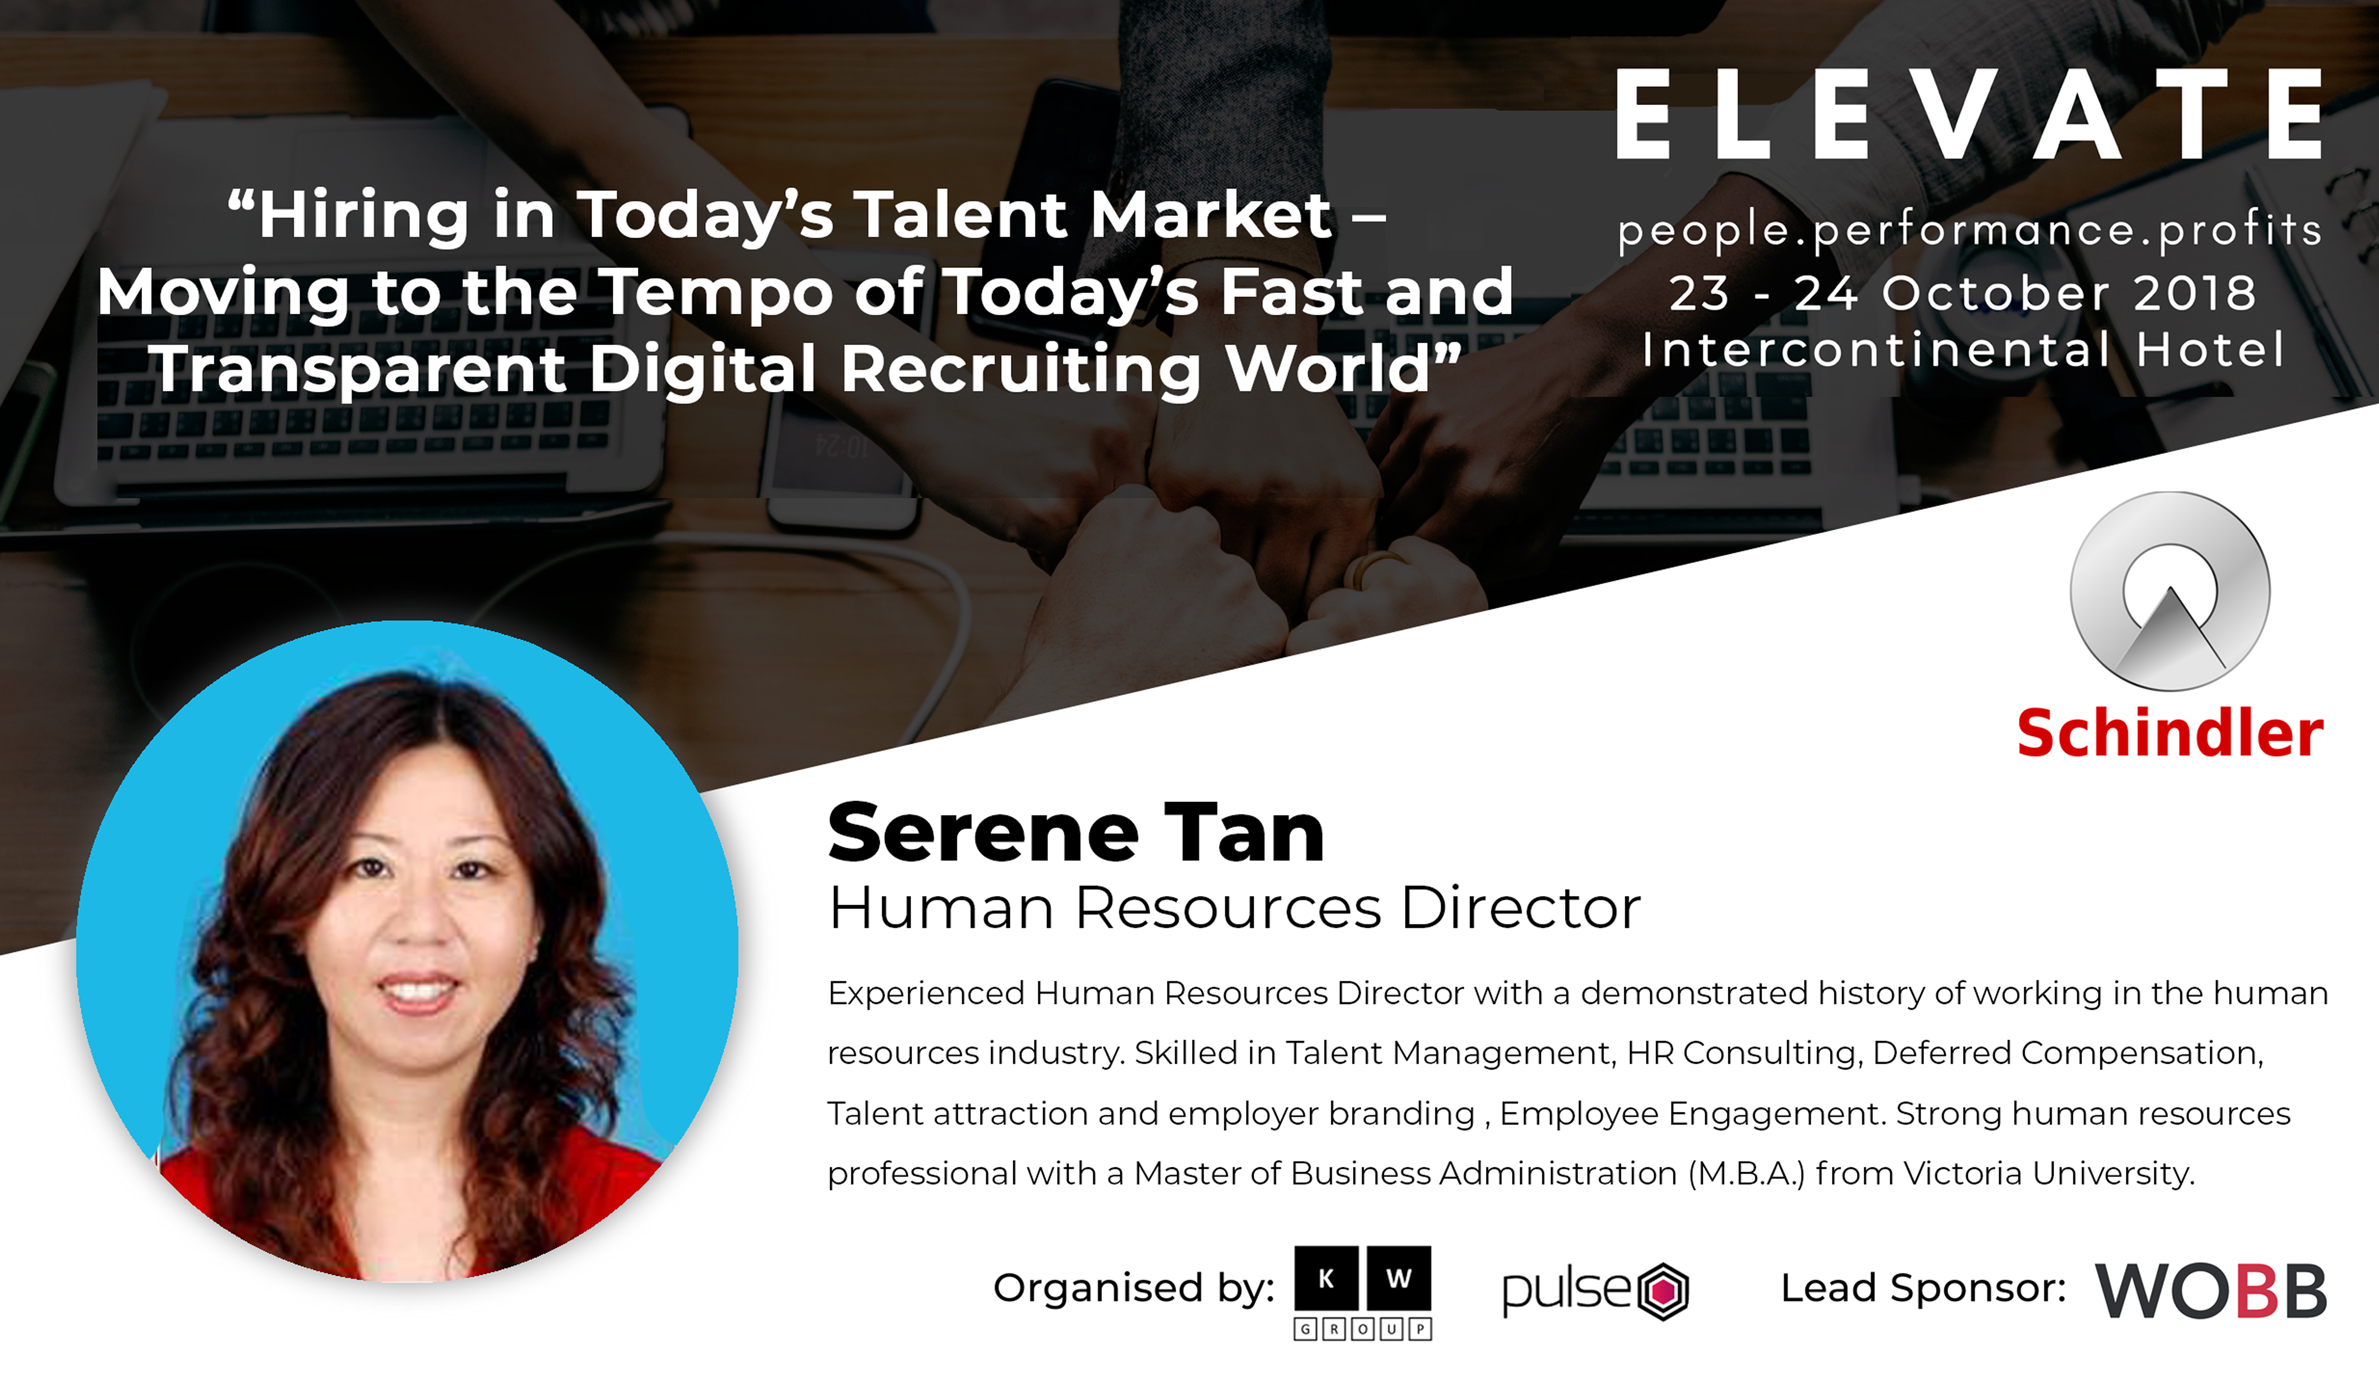 “Hiring in Today’s Talent Market –
Moving to the Tempo of Today’s Fast and
Transparent Digital Recruiting World”
ELEVATE
people.performance.profits
23 - 24 October 2018
Intercontinental Hotel
10:24
Schindler
Serene Tan
Human Resources Director
Experienced Human Resources Director with a demonstrated history of working in the human
resources industry. Skilled in Talent Management, HR Consulting, Deferred Compensation,
Talent attraction and employer branding , Employee Engagement. Strong human resources
professional with a Master of Business Administration (M.B.A.) from Victoria University.
Organised by:
K W
GROUP
pulse
Lead Sponsor:
WOBB